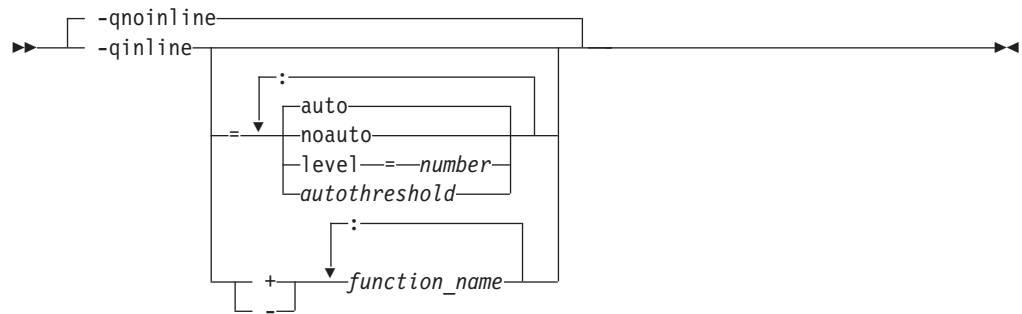 -qnoinline
-qinline
:
auto
= noauto
level = number
autothreshold
:
+ function_name
-